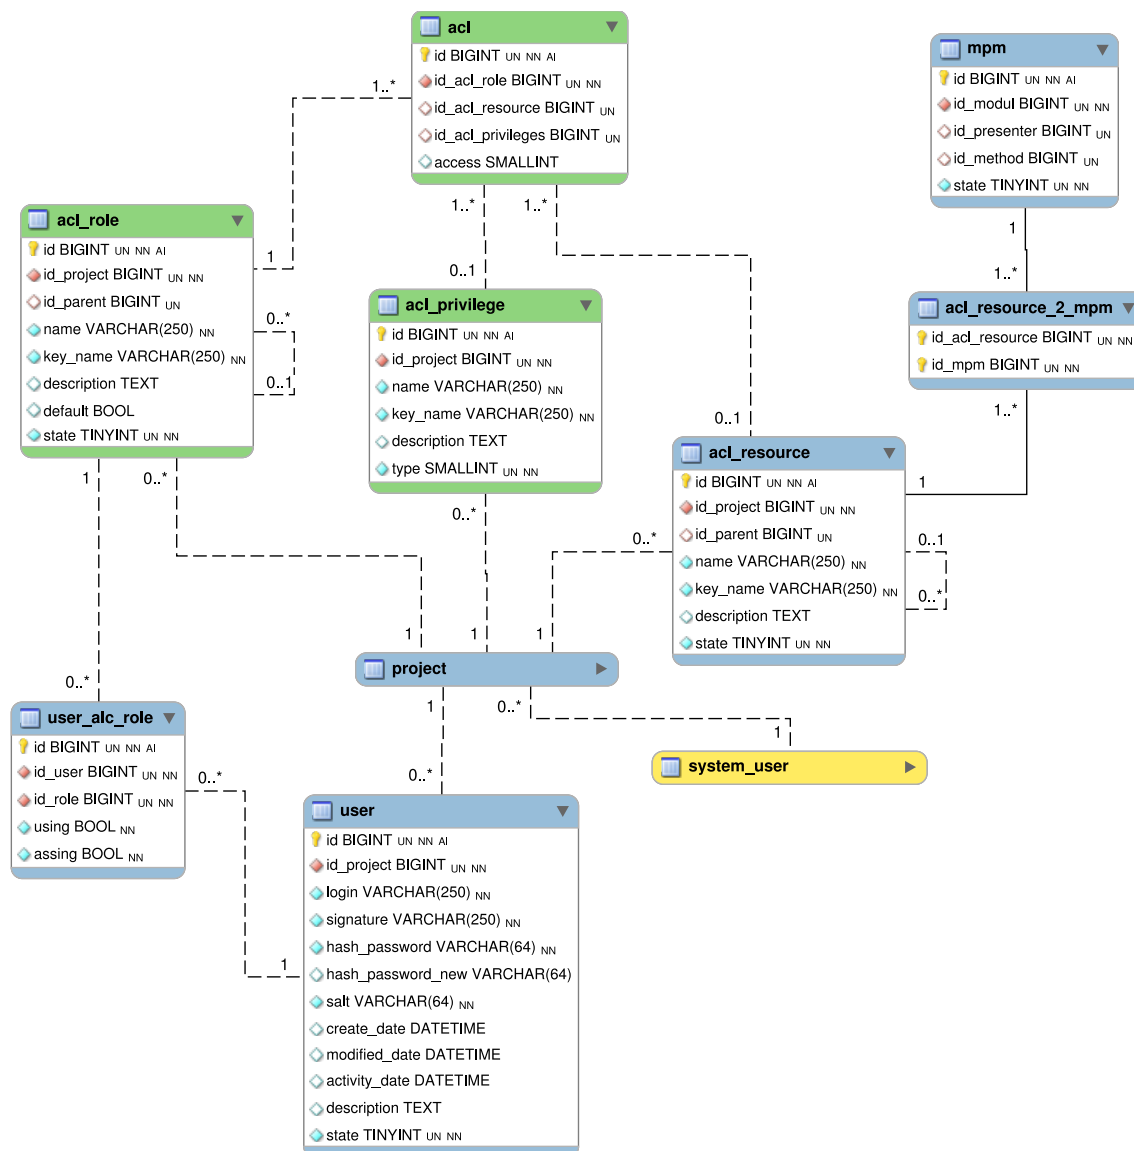 acl
id BIGINT UN NN AI
id_acl_role BIGINT UN NN
id_acl_resource BIGINT UN
id_acl_privileges BIGINT UN
access SMALLINT
mpm
id BIGINT UN NN AI
id_modul BIGINT UN NN
id_presenter BIGINT UN
id_method BIGINT UN
state TINYINT UN NN
1..*
1..*
1..*
1
acl_role
id BIGINT UN NN AI
id_project BIGINT UN NN
id_parent BIGINT UN
name VARCHAR(250) NN
key_name VARCHAR(250) NN
description TEXT
default BOOL
state TINYINT UN NN
1
0..*
0..1
0..1
acl_privilege
id BIGINT UN NN AI
id_project BIGINT UN NN
name VARCHAR(250) NN
key_name VARCHAR(250) NN
description TEXT
type SMALLINT UN NN
1..*
acl_resource_2_mpm
id_acl_resource BIGINT UN NN
id_mpm BIGINT UN NN
1..*
0..1
1
acl_resource
id BIGINT UN NN AI
id_project BIGINT UN NN
id_parent BIGINT UN
name VARCHAR(250) NN
key_name VARCHAR(250) NN
description TEXT
state TINYINT UN NN
0..1
0..*
1
0..*
0..*
0..*
1
1
1
project
1
0..*
1
system_user
0..*
user_alc_role
id BIGINT UN NN AI
id_user BIGINT UN NN
id_role BIGINT UN NN
using BOOL NN
assing BOOL NN
0..*
0..*
1
user
id BIGINT UN NN AI
id_project BIGINT UN NN
login VARCHAR(250) NN
signature VARCHAR(250) NN
hash_password VARCHAR(64) NN
hash_password_new VARCHAR(64)
salt VARCHAR(64) NN
create_date DATETIME
modified_date DATETIME
activity_date DATETIME
description TEXT
state TINYINT UN NN